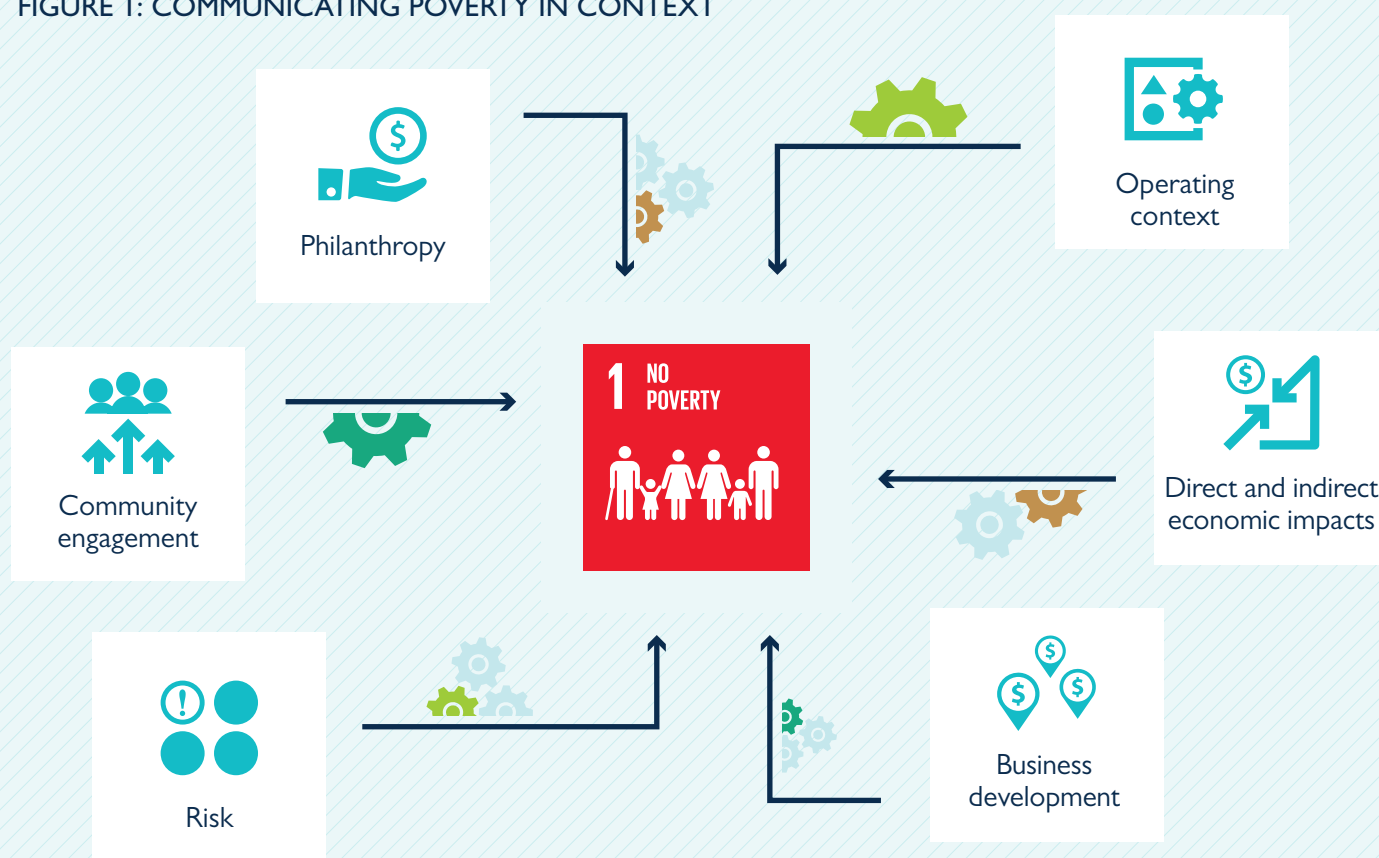 FIGURE 1: COMMUNICATING POVERTY IN CONTEXT
$
Philanthropy
Operating
context
Community
engagement
1 NO
POVERTY
$
Direct and indirect
economic impacts
!
Risk
$
$
$
Business
development